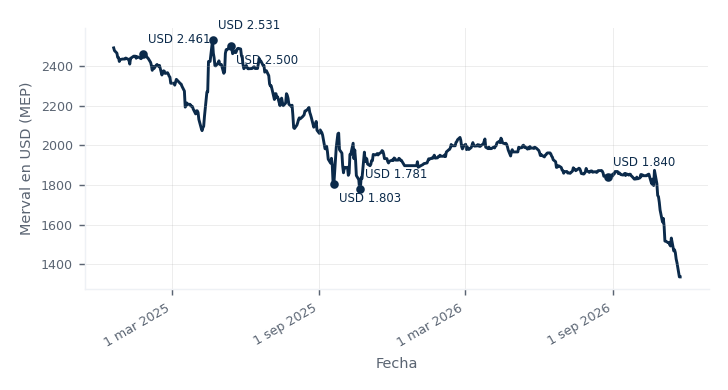 USD 2.531
USD 2.461
USD 2.500
2400
2200
2000
1800
1600
1400
Merval en USD (MEP)
USD 1.840
USD 1.781
USD 1.803
1 mar 2025
1 sep 2025
1 mar 2026
1 sep 2026
Fecha